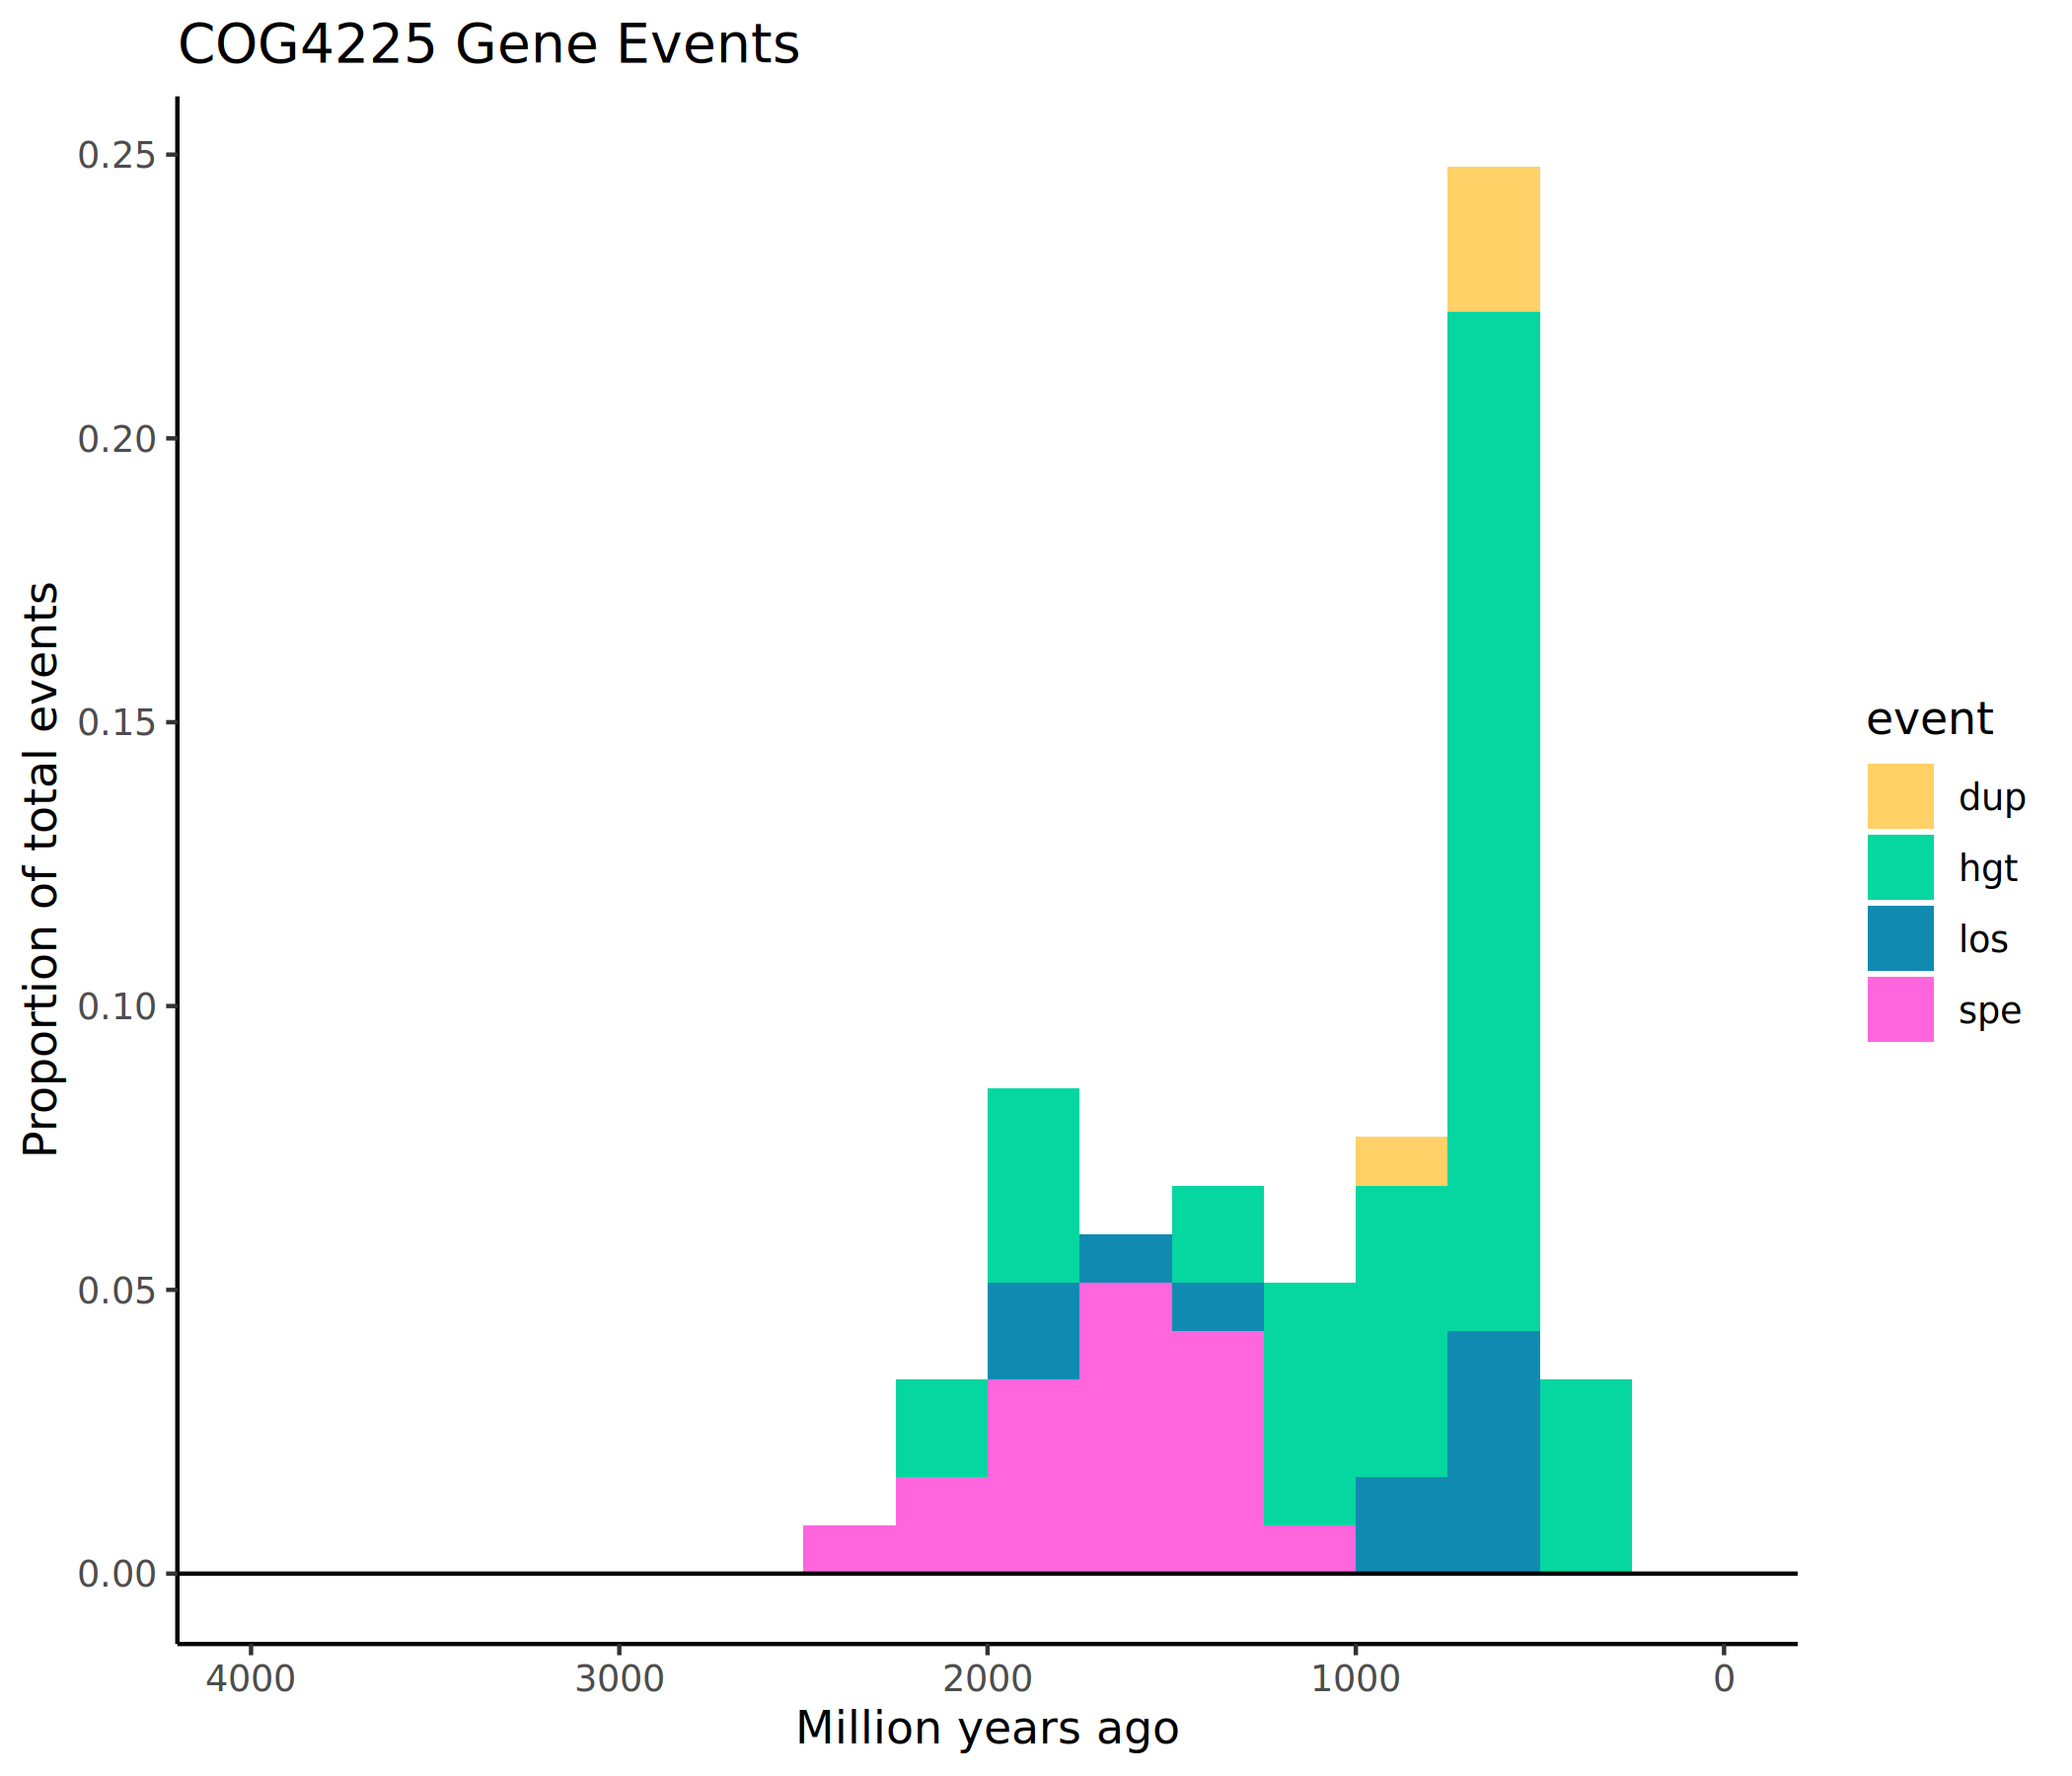 COG4225 Gene Events
Proportion of total events
0.25
0.20
0.15
0.10
0.05
0.00
4000 3000 2000 1000 0
Million years ago
event
dup
hgt
los
spe